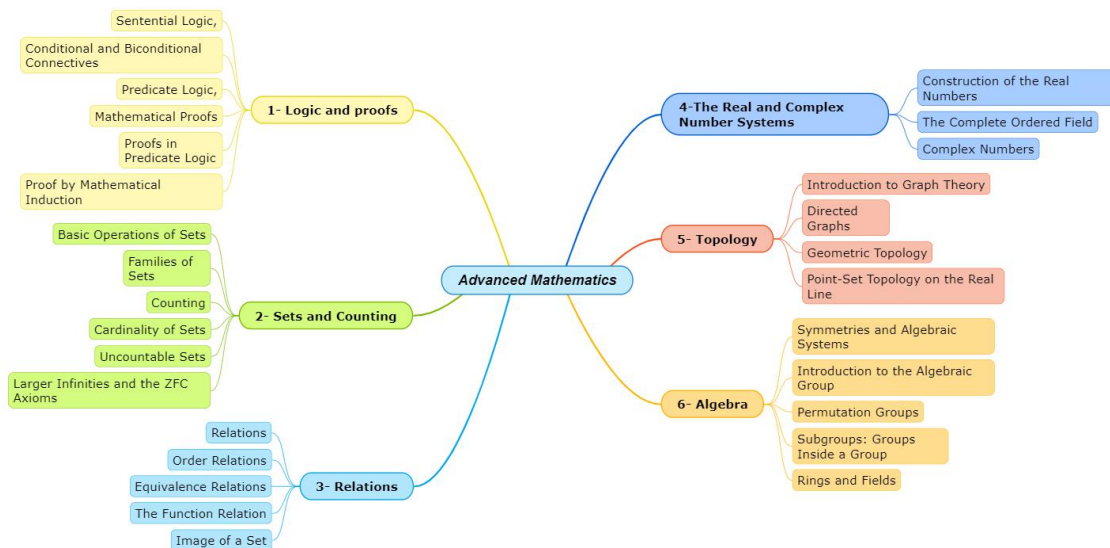 Sentential Logic,
Conditional and Biconditional
Connectives
Predicate Logic,
Mathematical Proofs
Proofs in
Predicate Logic
Proof by Mathematical
Induction
1- Logic and proofs
Basic Operations of Sets
Families of
Sets
Counting
Cardinality of Sets
Uncountable Sets
Larger Infinities and the ZFC
Axioms
2- Sets and Counting
Relations
Order Relations
Equivalence Relations
The Function Relation
Image of a Set
3- Relations
Advanced Mathematics
4-The Real and Complex
Number Systems
Construction of the Real
Numbers
The Complete Ordered Field
Complex Numbers
5- Topology
Introduction to Graph Theory
Directed
Graphs
Geometric Topology
Point-Set Topology on the Real
Line
6- Algebra
Symmetries and Algebraic
Systems
Introduction to the Algebraic
Group
Permutation Groups
Subgroups: Groups
Inside a Group
Rings and Fields